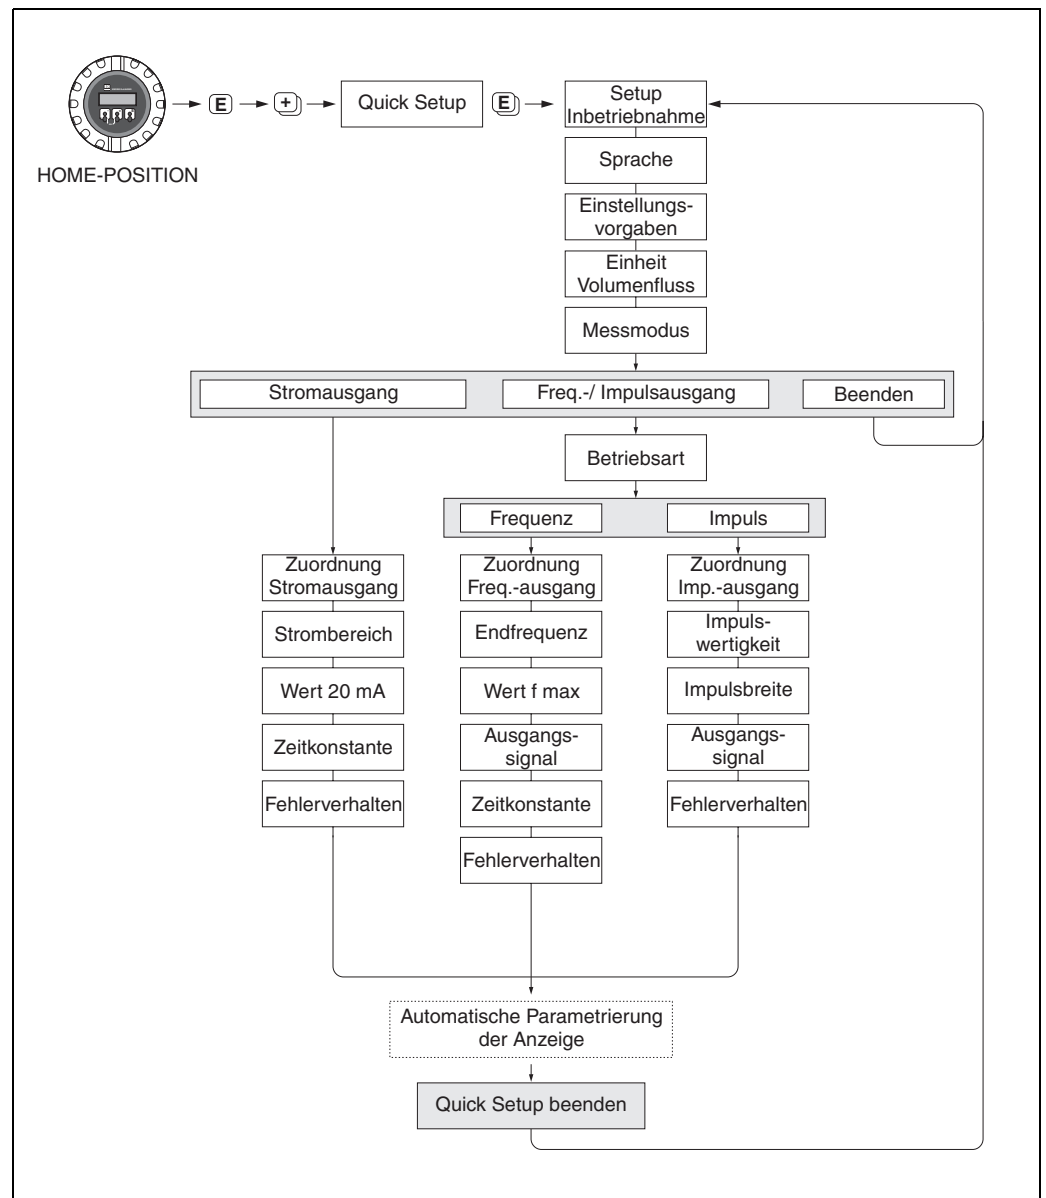 E
+
Quick Setup
E
Setup
Inbetriebnahme
HOME-POSITION
Sprache
Einstellungs-
vorgaben
Einheit
Volumenfluss
Messmodus
Stromausgang
Freq.-/ Impulsausgang
Beenden
Betriebsart
Frequenz
Impuls
Zuordnung
Stromausgang
Zuordnung
Freq.-ausgang
Zuordnung
Imp.-ausgang
Strombereich
Endfrequenz
Impuls-
wertigkeit
Wert 20 mA
Wert f max
Impulsbreite
Zeitkonstante
Ausgangs-
signal
Ausgangs-
signal
Fehlerverhalten
Zeitkonstante
Fehlerverhalten
Fehlerverhalten
Automatische Parametrierung
der Anzeige
Quick Setup beenden